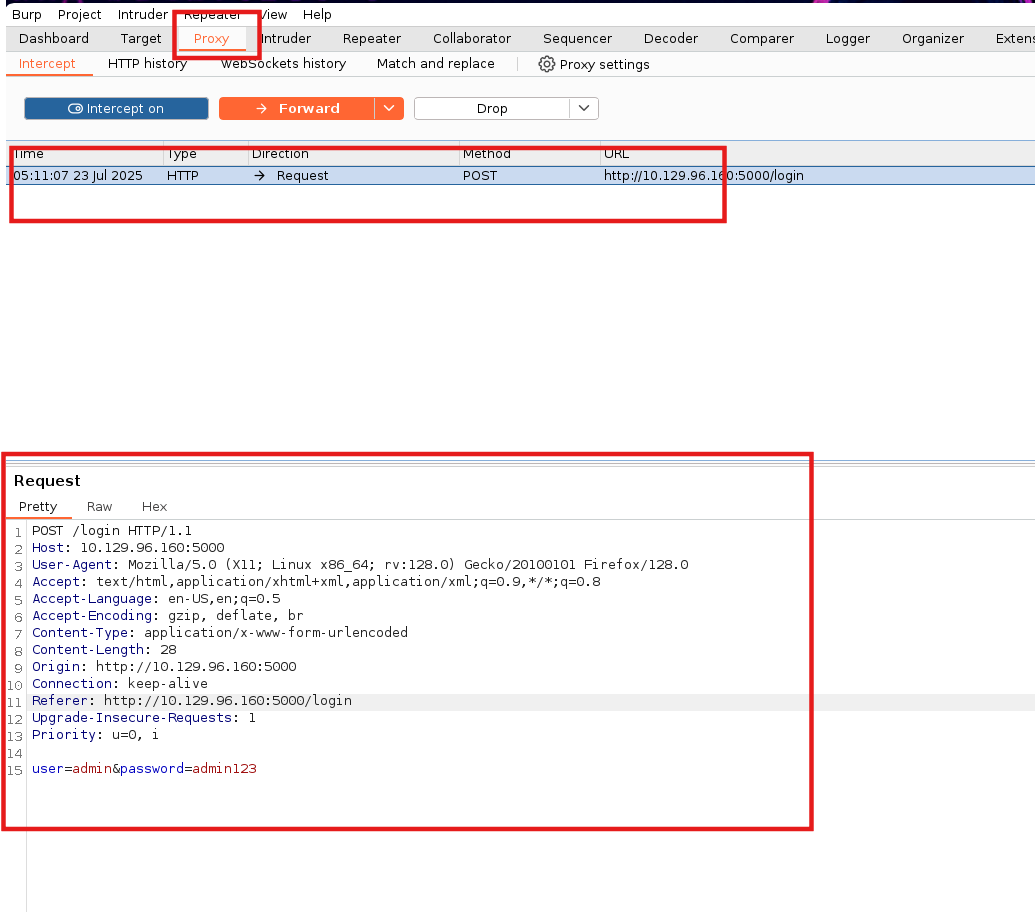 Burp Project Intruder Repeater View Help
Dashboard Target Proxy Intruder Repeater Collaborator Sequencer Decoder Comparer Logger Organizer Extens
Intercept HTTP history WebSockets history Match and replace Proxy settings
Intercept on Forward Drop
Time Type Direction Method URL
05:11:07 23 Jul 2025 HTTP → Request POST http://10.129.96.160:5000/login
Request
Pretty Raw Hex
1 POST /login HTTP/1.1
2 Host: 10.129.96.160:5000
3 User-Agent: Mozilla/5.0 (X11; Linux x86_64; rv:128.0) Gecko/20100101 Firefox/128.0
4 Accept: text/html,application/xhtml+xml,application/xml;q=0.9,*/*;q=0.8
5 Accept-Language: en-US,en;q=0.5
6 Accept-Encoding: gzip, deflate, br
7 Content-Type: application/x-www-form-urlencoded
8 Content-Length: 28
9 Origin: http://10.129.96.160:5000
10 Connection: keep-alive
11 Referer: http://10.129.96.160:5000/login
12 Upgrade-Insecure-Requests: 1
13 Priority: u=0, i
14
15 user=admin&password=admin123